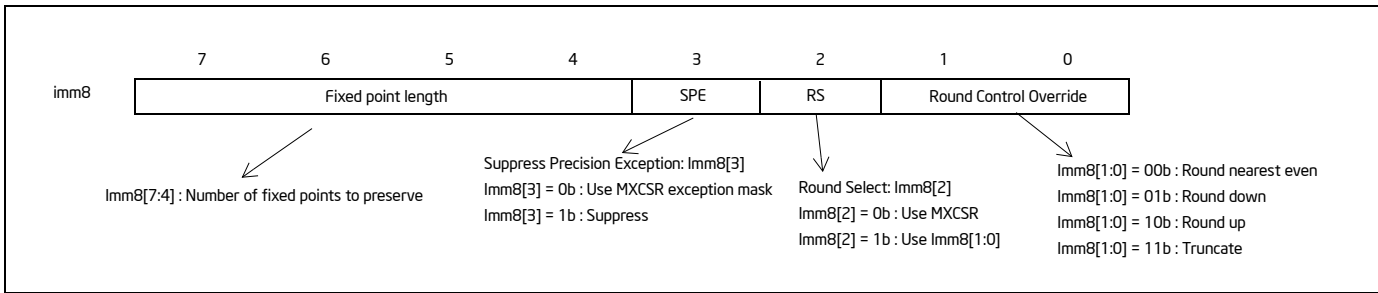 7 6 5 4 3 2 1 0
imm8 Fixed point length SPE RS Round Control Override
Imm8[7:4] : Number of fixed points to preserve
Suppress Precision Exception: Imm8[3]
Imm8[3] = 0b : Use MXCSR exception mask
Imm8[3] = 1b : Suppress
Round Select: Imm8[2]
Imm8[2] = 0b : Use MXCSR
Imm8[2] = 1b : Use Imm8[1:0]
Imm8[1:0] = 00b : Round nearest even
Imm8[1:0] = 01b : Round down
Imm8[1:0] = 10b : Round up
Imm8[1:0] = 11b : Truncate